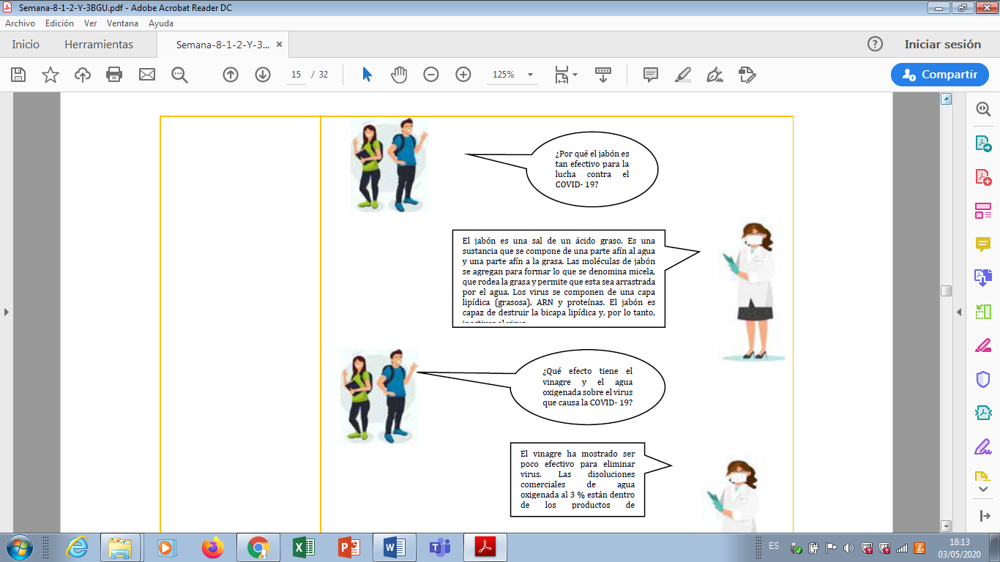 Semana-8-1-2-Y-3BGU.pdf - Adobe Acrobat Reader DC
Archivo Edición Ver Ventana Ayuda
Inicio Herramientas Semana-8-1-2-Y-3... Iniciar sesión
15 / 32 125% Compartir
¿Por qué el jabón es
tan efectivo para la
lucha contra el
COVID- 19?
El jabón es una sal de un ácido graso. Es una
sustancia que se compone de una parte afín al agua
y una parte afín a la grasa. Las moléculas de jabón
se agregan para formar lo que se denomina micela,
que rodea la grasa y permite que esta sea arrastrada
por el agua. Los virus se componen de una capa
lipídica (grasosa), ARN y proteínas. El jabón es
capaz de destruir la bicapa lipídica y, por lo tanto,
¿Qué efecto tiene el
vinagre y el agua
oxigenada sobre el virus
que causa la COVID- 19?
El vinagre ha mostrado ser
poco efectivo para eliminar
virus. Las disoluciones
comerciales de agua
oxigenada al 3 % están dentro
de los productos de
ES 18:13
03/05/2020